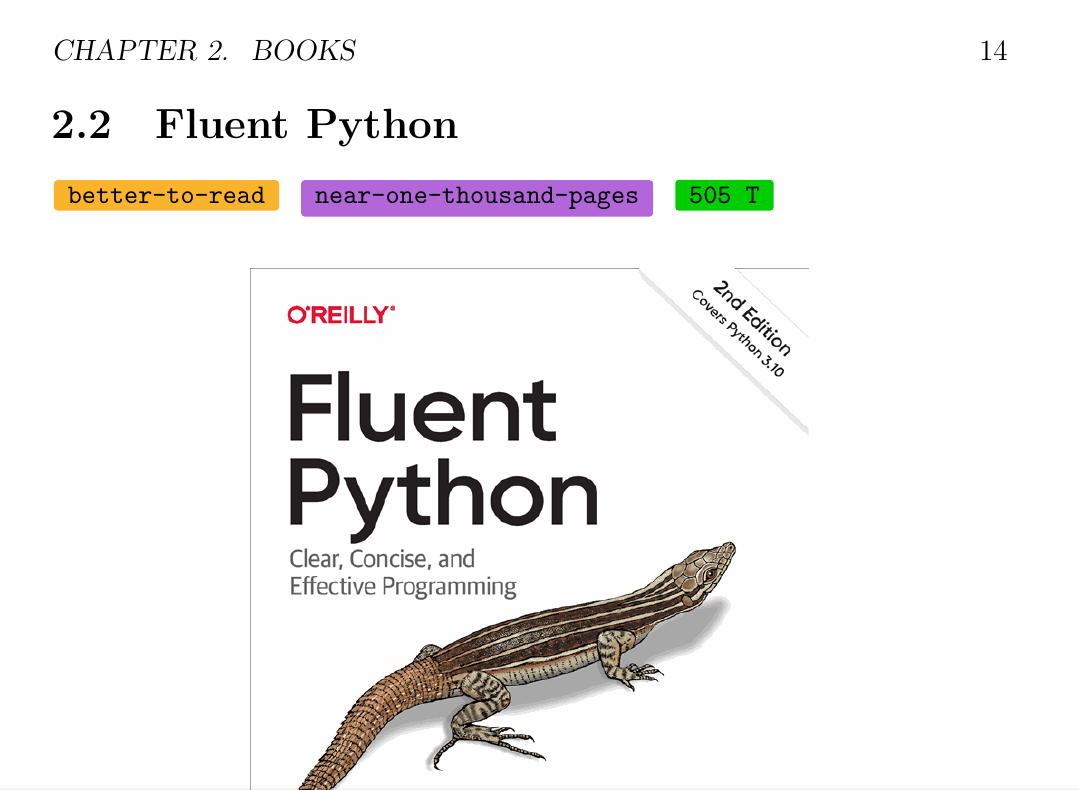 CHAPTER 2. BOOKS 14
2.2 Fluent Python
better-to-read near-one-thousand-pages 505 T
O'REILLY®
2nd Edition
Covers Python 3.10
Fluent
Python
Clear, Concise, and
Effective Programming